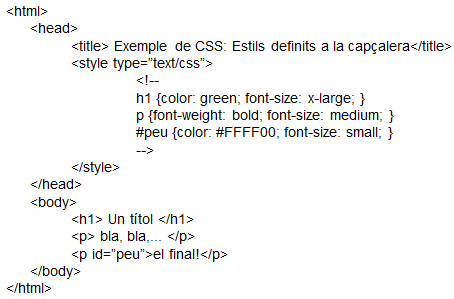 <html>
<head>
<title> Exemple de CSS: Estils definits a la capçalera</title>
<style type=”text/css”>
<!--
h1 {color: green; font-size: x-large; }
p {font-weight: bold; font-size: medium; }
#peu {color: #FFFF00; font-size: small; }
-->
</style>
</head>
<body>
<h1> Un títol </h1>
<p> bla, bla,... </p>
<p id=”peu”>el final!</p>
</body>
</html>